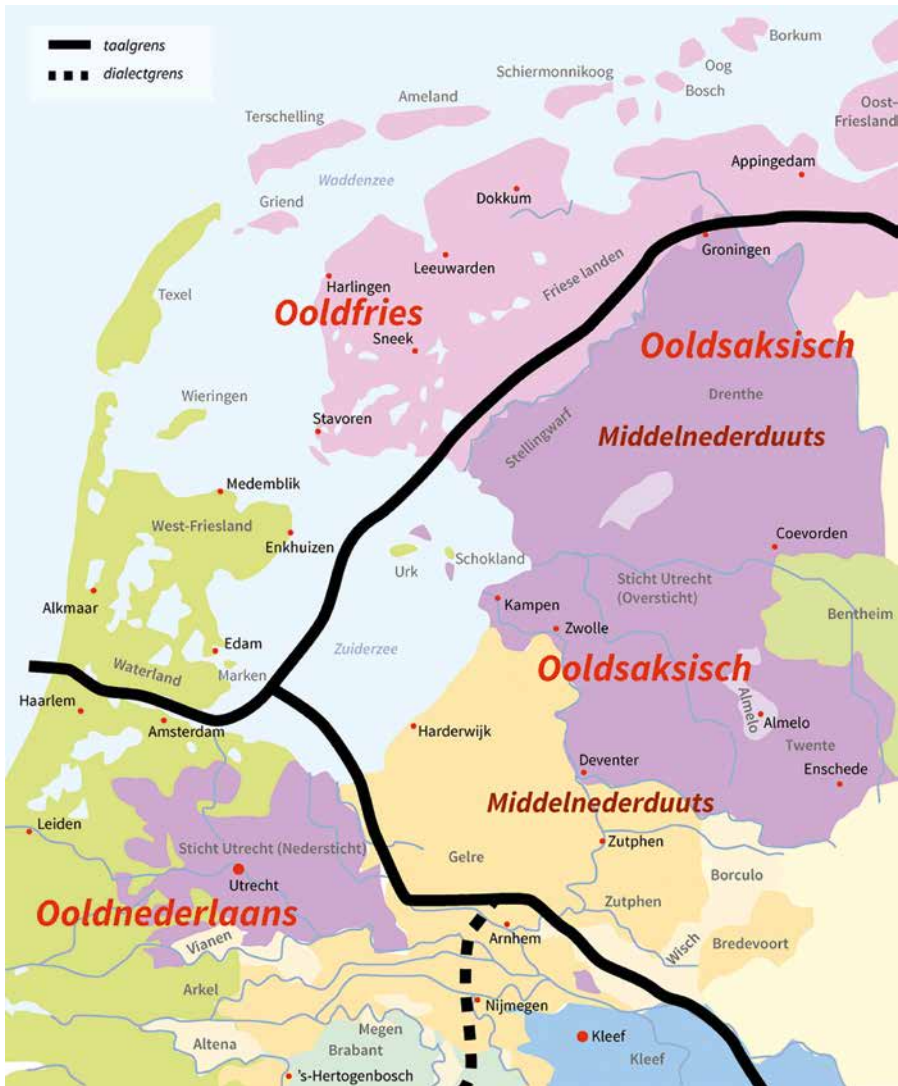 taalgrens
dialectgrens
Borkum
Oog
Schiermonnikoog
Bosch
Ameland
Oost-
Friesland
Terschelling
Appingedam
Waddenzee
Dokkum
Griend
Groningen
Leeuwarden
Friese landen
Harlingen
Texel
Ooldfries
Sneek
Ooldsaksisch
Wieringen
Drenthe
Stavoren
Stellingwarf
Middelnederduuts
Medemblik
West-Friesland
Enkhuizen
Coevorden
Schokland
Urk
Sticht Utrecht
(Oversticht)
Alkmaar
Kampen
Bentheim
Zwolle
Edam
Zuiderzee
Waterland
Marken
Ooldsaksisch
Haarlem
Amsterdam
Harderwijk
Almelo
Almelo
Twente
Deventer
Enschede
Middelnederduuts
Leiden
Sticht Utrecht (Nedersticht)
Gelre
Zutphen
Utrecht
Borculo
Zutphen
Ooldnederlaans
Arnhem
Vianen
Wisch
Bredevoort
Arkel
Nijmegen
Megen
Altena
Brabant
Kleef
Kleef
's-Hertogenbosch